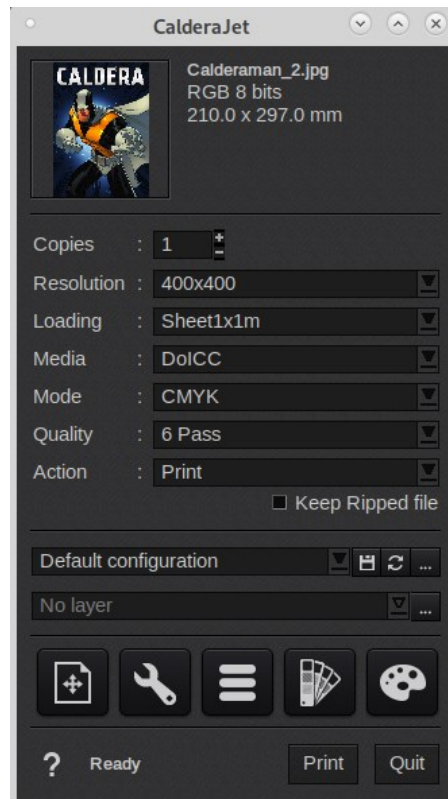 CalderaJet
CALDERA
Calderaman_2.jpg
RGB 8 bits
210.0 x 297.0 mm
Copies : 1
Resolution : 400x400
Loading : Sheet1x1m
Media : DoICC
Mode : CMYK
Quality : 6 Pass
Action : Print
Keep Ripped file
Default configuration ...
No layer ...
? Ready Print Quit